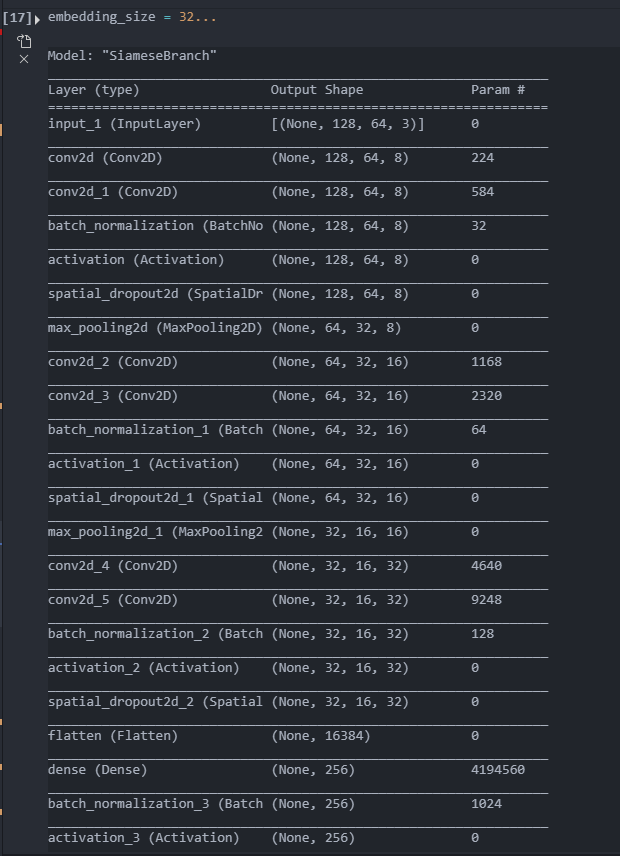 [17] embedding_size = 32...
Model: "SiameseBranch"
_________________________________________________________________
Layer (type)                 Output Shape              Param #
=================================================================
input_1 (InputLayer)         [(None, 128, 64, 3)]      0
_________________________________________________________________
conv2d (Conv2D)              (None, 128, 64, 8)        224
_________________________________________________________________
conv2d_1 (Conv2D)            (None, 128, 64, 8)        584
_________________________________________________________________
batch_normalization (BatchNo (None, 128, 64, 8)        32
_________________________________________________________________
activation (Activation)      (None, 128, 64, 8)        0
_________________________________________________________________
spatial_dropout2d (SpatialDr (None, 128, 64, 8)        0
_________________________________________________________________
max_pooling2d (MaxPooling2D) (None, 64, 32, 8)         0
_________________________________________________________________
conv2d_2 (Conv2D)            (None, 64, 32, 16)        1168
_________________________________________________________________
conv2d_3 (Conv2D)            (None, 64, 32, 16)        2320
_________________________________________________________________
batch_normalization_1 (Batch (None, 64, 32, 16)        64
_________________________________________________________________
activation_1 (Activation)    (None, 64, 32, 16)        0
_________________________________________________________________
spatial_dropout2d_1 (Spatial (None, 64, 32, 16)        0
_________________________________________________________________
max_pooling2d_1 (MaxPooling2 (None, 32, 16, 16)        0
_________________________________________________________________
conv2d_4 (Conv2D)            (None, 32, 16, 32)        4640
_________________________________________________________________
conv2d_5 (Conv2D)            (None, 32, 16, 32)        9248
_________________________________________________________________
batch_normalization_2 (Batch (None, 32, 16, 32)        128
_________________________________________________________________
activation_2 (Activation)    (None, 32, 16, 32)        0
_________________________________________________________________
spatial_dropout2d_2 (Spatial (None, 32, 16, 32)        0
_________________________________________________________________
flatten (Flatten)            (None, 16384)             0
_________________________________________________________________
dense (Dense)                (None, 256)               4194560
_________________________________________________________________
batch_normalization_3 (Batch (None, 256)               1024
_________________________________________________________________
activation_3 (Activation)    (None, 256)               0